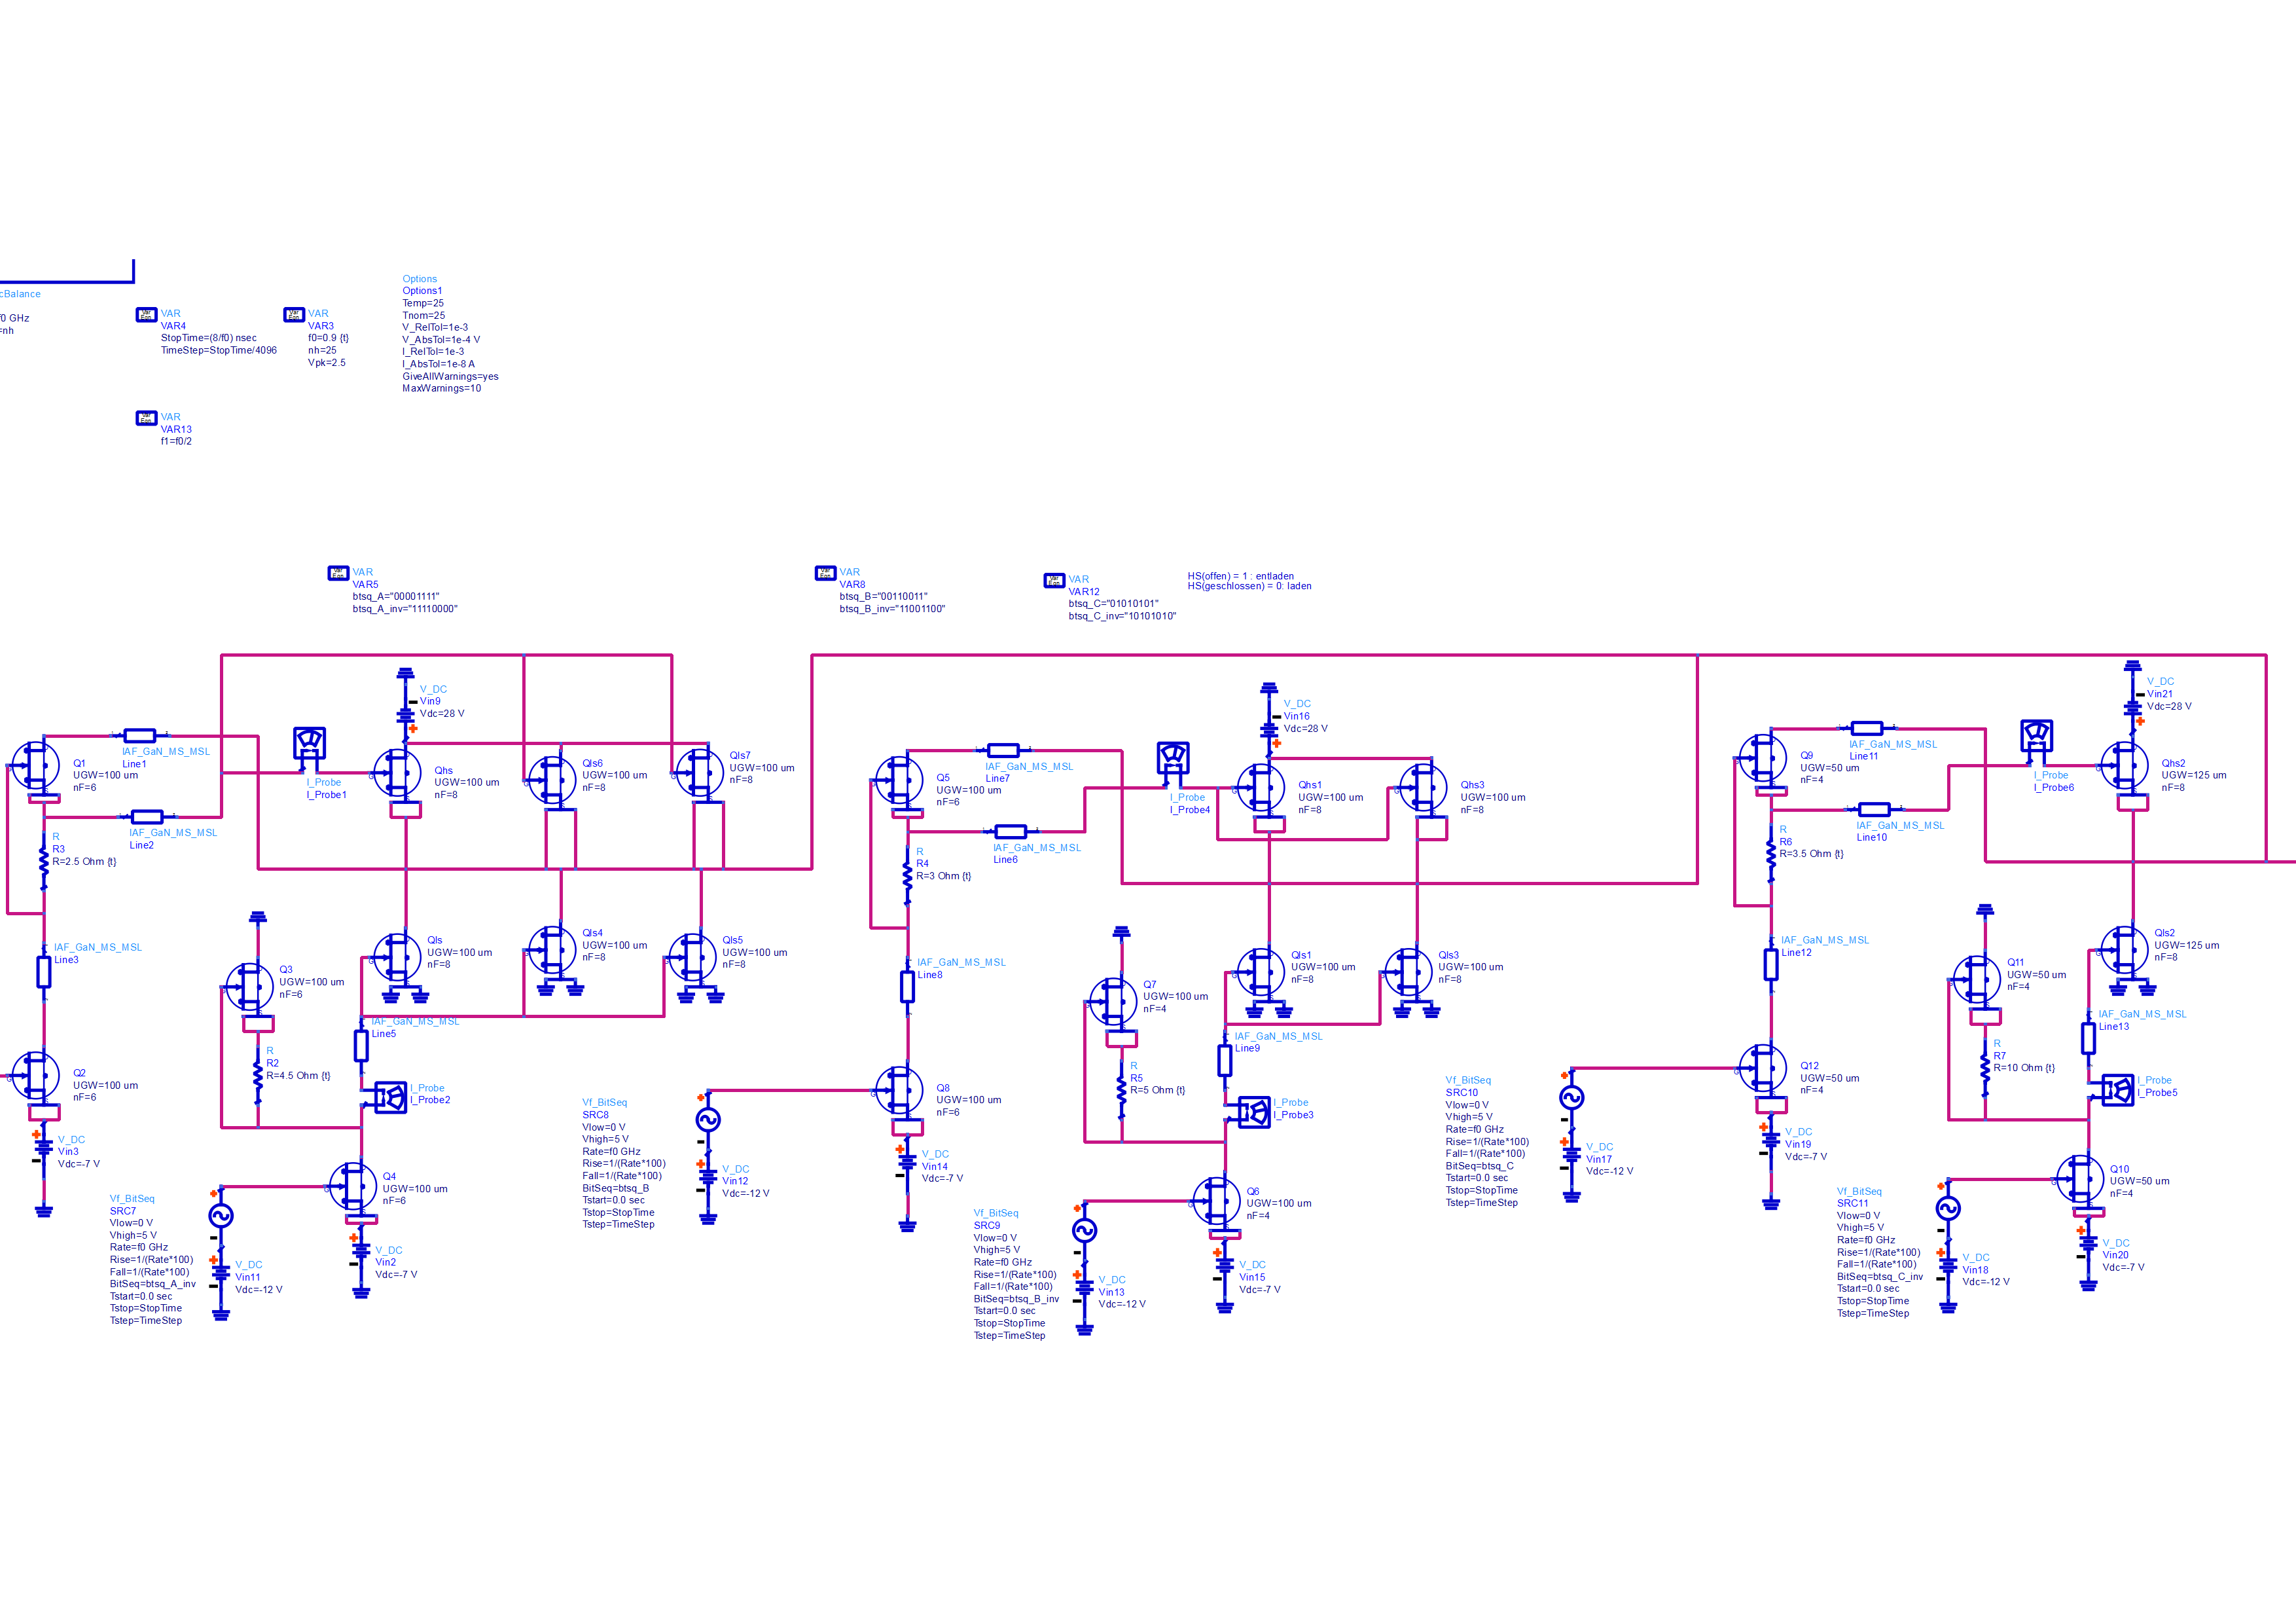 cBalance
f0 GHz
=nh
VAR
VAR4
StopTime=(8/f0) nsec
TimeStep=StopTime/4096
VAR
VAR3
f0=0.9 {t}
nh=25
Vpk=2.5
Options
Options1
Temp=25
Tnom=25
V_RelTol=1e-3
V_AbsTol=1e-4 V
I_RelTol=1e-3
I_AbsTol=1e-8 A
GiveAllWarnings=yes
MaxWarnings=10
VAR
VAR13
f1=f0/2
VAR
VAR5
btsq_A="00001111"
btsq_A_inv="11110000"
VAR
VAR8
btsq_B="00110011"
btsq_B_inv="11001100"
VAR
VAR12
btsq_C="01010101"
btsq_C_inv="10101010"
HS(offen) = 1 : entladen
HS(geschlossen) = 0: laden
Q1
UGW=100 um
nF=6
IAF_GaN_MS_MSL
Line1
IAF_GaN_MS_MSL
Line2
R
R3
R=2.5 Ohm {t}
IAF_GaN_MS_MSL
Line3
Q2
UGW=100 um
nF=6
V_DC
Vin3
Vdc=-7 V
I_Probe
I_Probe1
V_DC
Vin9
Vdc=28 V
Qhs
UGW=100 um
nF=8
Qls6
UGW=100 um
nF=8
Qls7
UGW=100 um
nF=8
Qls
UGW=100 um
nF=8
Qls4
UGW=100 um
nF=8
Qls5
UGW=100 um
nF=8
Q3
UGW=100 um
nF=6
R
R2
R=4.5 Ohm {t}
IAF_GaN_MS_MSL
Line5
I_Probe
I_Probe2
Q4
UGW=100 um
nF=6
V_DC
Vin2
Vdc=-7 V
Vf_BitSeq
SRC7
Vlow=0 V
Vhigh=5 V
Rate=f0 GHz
Rise=1/(Rate*100)
Fall=1/(Rate*100)
BitSeq=btsq_A_inv
Tstart=0.0 sec
Tstop=StopTime
Tstep=TimeStep
V_DC
Vin11
Vdc=-12 V
Q5
UGW=100 um
nF=6
IAF_GaN_MS_MSL
Line7
IAF_GaN_MS_MSL
Line6
R
R4
R=3 Ohm {t}
IAF_GaN_MS_MSL
Line8
Q8
UGW=100 um
nF=6
V_DC
Vin14
Vdc=-7 V
Vf_BitSeq
SRC8
Vlow=0 V
Vhigh=5 V
Rate=f0 GHz
Rise=1/(Rate*100)
Fall=1/(Rate*100)
BitSeq=btsq_B
Tstart=0.0 sec
Tstop=StopTime
Tstep=TimeStep
V_DC
Vin12
Vdc=-12 V
I_Probe
I_Probe4
V_DC
Vin16
Vdc=28 V
Qhs1
UGW=100 um
nF=8
Qhs3
UGW=100 um
nF=8
Qls1
UGW=100 um
nF=8
Qls3
UGW=100 um
nF=8
Q7
UGW=100 um
nF=4
R
R5
R=5 Ohm {t}
IAF_GaN_MS_MSL
Line9
I_Probe
I_Probe3
Q6
UGW=100 um
nF=4
V_DC
Vin15
Vdc=-7 V
Vf_BitSeq
SRC9
Vlow=0 V
Vhigh=5 V
Rate=f0 GHz
Rise=1/(Rate*100)
Fall=1/(Rate*100)
BitSeq=btsq_B_inv
Tstart=0.0 sec
Tstop=StopTime
Tstep=TimeStep
V_DC
Vin13
Vdc=-12 V
Q9
UGW=50 um
nF=4
IAF_GaN_MS_MSL
Line11
IAF_GaN_MS_MSL
Line10
R
R6
R=3.5 Ohm {t}
IAF_GaN_MS_MSL
Line12
Q12
UGW=50 um
nF=4
V_DC
Vin19
Vdc=-7 V
Vf_BitSeq
SRC10
Vlow=0 V
Vhigh=5 V
Rate=f0 GHz
Rise=1/(Rate*100)
Fall=1/(Rate*100)
BitSeq=btsq_C
Tstart=0.0 sec
Tstop=StopTime
Tstep=TimeStep
V_DC
Vin17
Vdc=-12 V
I_Probe
I_Probe6
V_DC
Vin21
Vdc=28 V
Qhs2
UGW=125 um
nF=8
Qls2
UGW=125 um
nF=8
Q11
UGW=50 um
nF=4
R
R7
R=10 Ohm {t}
IAF_GaN_MS_MSL
Line13
I_Probe
I_Probe5
Q10
UGW=50 um
nF=4
V_DC
Vin20
Vdc=-7 V
Vf_BitSeq
SRC11
Vlow=0 V
Vhigh=5 V
Rate=f0 GHz
Rise=1/(Rate*100)
Fall=1/(Rate*100)
BitSeq=btsq_C_inv
Tstart=0.0 sec
Tstop=StopTime
Tstep=TimeStep
V_DC
Vin18
Vdc=-12 V